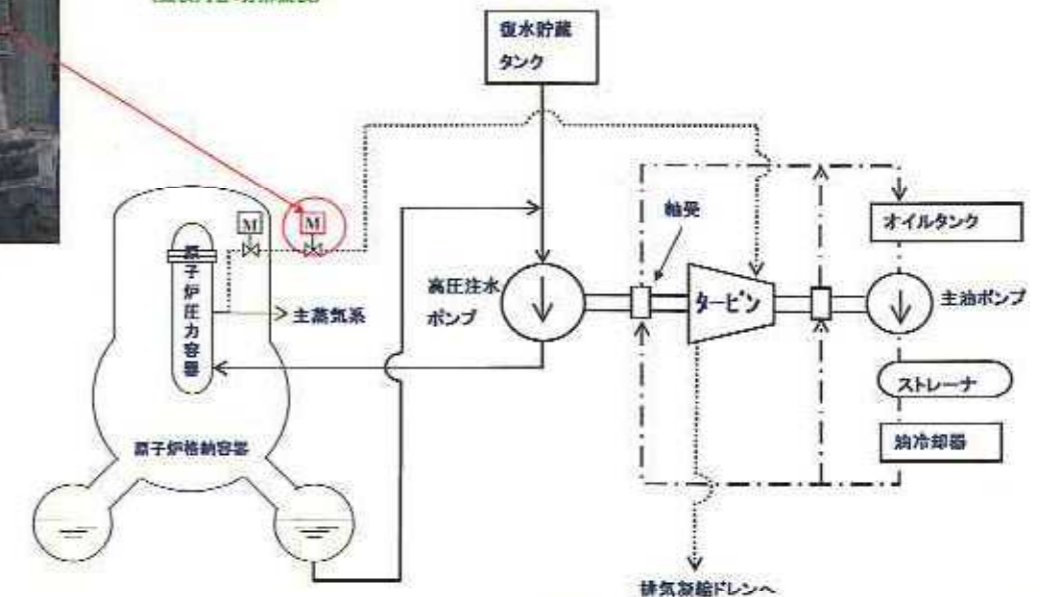 復水貯蔵
タンク
M
M
軸受
オイルタンク
高圧注水
ポンプ
タービン
主油ポンプ
原子炉圧力容器
主蒸気系
ストレーナ
油冷却器
原子炉格納容器
排気凝縮ドレンへ